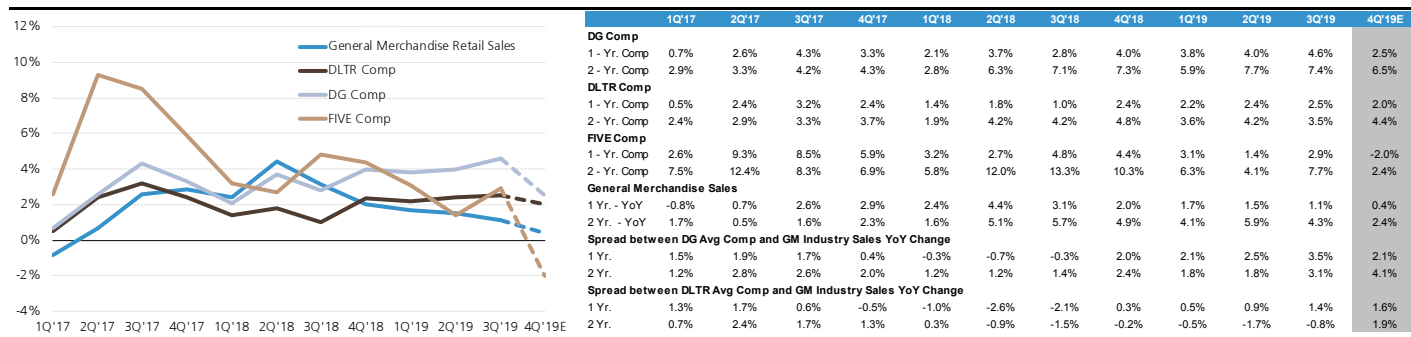 12%
10%
8%
6%
4%
2%
0%
-2%
-4%
1Q'17 2Q'17 3Q'17 4Q'17 1Q'18 2Q'18 3Q'18 4Q'18 1Q'19 2Q'19 3Q'19 4Q'19E
General Merchandise Retail Sales
DLTR Comp
DG Comp
FIVE Comp
1Q'17 2Q'17 3Q'17 4Q'17 1Q'18 2Q'18 3Q'18 4Q'18 1Q'19 2Q'19 3Q'19 4Q'19E
DG Comp
1 - Yr. Comp 0.7% 2.6% 4.3% 3.3% 2.1% 3.7% 2.8% 4.0% 3.8% 4.0% 4.6% 2.5%
2 - Yr. Comp 2.9% 3.3% 4.2% 4.3% 2.8% 6.3% 7.1% 7.3% 5.9% 7.7% 7.4% 6.5%
DLTR Comp
1 - Yr. Comp 0.5% 2.4% 3.2% 2.4% 1.4% 1.8% 1.0% 2.4% 2.2% 2.4% 2.5% 2.0%
2 - Yr. Comp 2.4% 2.9% 3.3% 3.7% 1.9% 4.2% 4.2% 4.8% 3.6% 4.2% 3.5% 4.4%
FIVE Comp
1 - Yr. Comp 2.6% 9.3% 8.5% 5.9% 3.2% 2.7% 4.8% 4.4% 3.1% 1.4% 2.9% -2.0%
2 - Yr. Comp 7.5% 12.4% 8.3% 6.9% 5.8% 12.0% 13.3% 10.3% 6.3% 4.1% 7.7% 2.4%
General Merchandise Sales
1 Yr. - YoY -0.8% 0.7% 2.6% 2.9% 2.4% 4.4% 3.1% 2.0% 1.7% 1.5% 1.1% 0.4%
2 Yr. - YoY 1.7% 0.5% 1.6% 2.3% 1.6% 5.1% 5.7% 4.9% 4.1% 5.9% 4.3% 2.4%
Spread between DG Avg Comp and GM Industry Sales YoY Change
1 Yr. 1.5% 1.9% 1.7% 0.4% -0.3% -0.7% -0.3% 2.0% 2.1% 2.5% 3.5% 2.1%
2 Yr. 1.2% 2.8% 2.6% 2.0% 1.2% 1.2% 1.4% 2.4% 1.8% 1.8% 3.1% 4.1%
Spread between DLTR Avg Comp and GM Industry Sales YoY Change
1 Yr. 1.3% 1.7% 0.6% -0.5% -1.0% -2.6% -2.1% 0.3% 0.5% 0.9% 1.4% 1.6%
2 Yr. 0.7% 2.4% 1.7% 1.3% 0.3% -0.9% -1.5% -0.2% -0.5% -1.7% -0.8% 1.9%